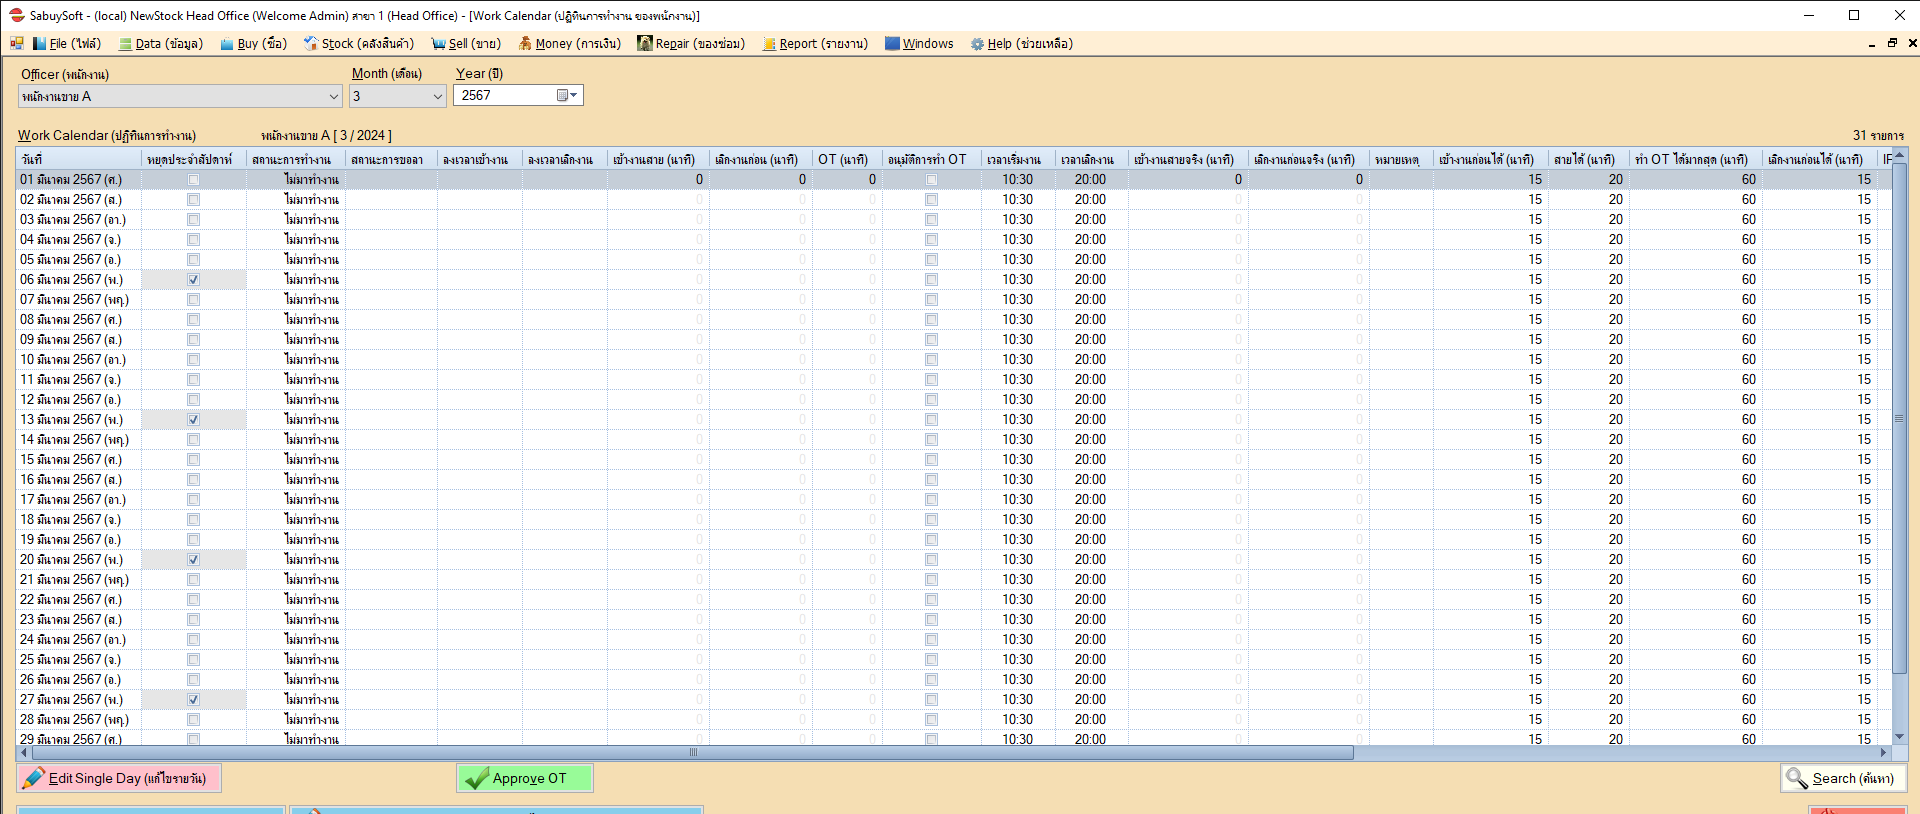 SabuySoft - (local) NewStock Head Office (Welcome Admin) สาขา 1 (Head Office) - [Work Calendar (ปฏิทินการทำงาน ของพนักงาน)]
File (ไฟล์) Data (ข้อมูล) Buy (ซื้อ) Stock (คลังสินค้า) Sell (ขาย) Money (การเงิน) Repair (ของซ่อม) Report (รายงาน) Windows Help (ช่วยเหลือ)
Officer (พนักงาน) Month (เดือน) Year (ปี)
พนักงานขาย A 3 2567
Work Calendar (ปฏิทินการทำงาน) พนักงานขาย A [ 3 / 2024 ] 31 รายการ
วันที่ หยุดประจำสัปดาห์ สถานะการทำงาน สถานะการขอลา ลงเวลาเข้างาน ลงเวลาเลิกงาน เข้างานสาย (นาที) เลิกงานก่อน (นาที) OT (นาที) อนุมัติการทำ OT เวลาเริ่มงาน เวลาเลิกงาน เข้างานสายจริง (นาที) เลิกงานก่อนจริง (นาที) หมายเหตุ เข้างานก่อนได้ (นาที) สายได้ (นาที) ทำ OT ได้มากสุด (นาที) เลิกงานก่อนได้ (นาที)
01 มีนาคม 2567 (ศ.) ไม่มาทำงาน 0 0 0 10:30 20:00 0 0 15 20 60 15
02 มีนาคม 2567 (ส.) ไม่มาทำงาน 0 0 0 10:30 20:00 0 0 15 20 60 15
03 มีนาคม 2567 (อา.) ไม่มาทำงาน 0 0 0 10:30 20:00 0 0 15 20 60 15
04 มีนาคม 2567 (จ.) ไม่มาทำงาน 0 0 0 10:30 20:00 0 0 15 20 60 15
05 มีนาคม 2567 (อ.) ไม่มาทำงาน 0 0 0 10:30 20:00 0 0 15 20 60 15
06 มีนาคม 2567 (พ.) ไม่มาทำงาน 0 0 0 10:30 20:00 0 0 15 20 60 15
07 มีนาคม 2567 (พฤ.) ไม่มาทำงาน 0 0 0 10:30 20:00 0 0 15 20 60 15
08 มีนาคม 2567 (ศ.) ไม่มาทำงาน 0 0 0 10:30 20:00 0 0 15 20 60 15
09 มีนาคม 2567 (ส.) ไม่มาทำงาน 0 0 0 10:30 20:00 0 0 15 20 60 15
10 มีนาคม 2567 (อา.) ไม่มาทำงาน 0 0 0 10:30 20:00 0 0 15 20 60 15
11 มีนาคม 2567 (จ.) ไม่มาทำงาน 0 0 0 10:30 20:00 0 0 15 20 60 15
12 มีนาคม 2567 (อ.) ไม่มาทำงาน 0 0 0 10:30 20:00 0 0 15 20 60 15
13 มีนาคม 2567 (พ.) ไม่มาทำงาน 0 0 0 10:30 20:00 0 0 15 20 60 15
14 มีนาคม 2567 (พฤ.) ไม่มาทำงาน 0 0 0 10:30 20:00 0 0 15 20 60 15
15 มีนาคม 2567 (ศ.) ไม่มาทำงาน 0 0 0 10:30 20:00 0 0 15 20 60 15
16 มีนาคม 2567 (ส.) ไม่มาทำงาน 0 0 0 10:30 20:00 0 0 15 20 60 15
17 มีนาคม 2567 (อา.) ไม่มาทำงาน 0 0 0 10:30 20:00 0 0 15 20 60 15
18 มีนาคม 2567 (จ.) ไม่มาทำงาน 0 0 0 10:30 20:00 0 0 15 20 60 15
19 มีนาคม 2567 (อ.) ไม่มาทำงาน 0 0 0 10:30 20:00 0 0 15 20 60 15
20 มีนาคม 2567 (พ.) ไม่มาทำงาน 0 0 0 10:30 20:00 0 0 15 20 60 15
21 มีนาคม 2567 (พฤ.) ไม่มาทำงาน 0 0 0 10:30 20:00 0 0 15 20 60 15
22 มีนาคม 2567 (ศ.) ไม่มาทำงาน 0 0 0 10:30 20:00 0 0 15 20 60 15
23 มีนาคม 2567 (ส.) ไม่มาทำงาน 0 0 0 10:30 20:00 0 0 15 20 60 15
24 มีนาคม 2567 (อา.) ไม่มาทำงาน 0 0 0 10:30 20:00 0 0 15 20 60 15
25 มีนาคม 2567 (จ.) ไม่มาทำงาน 0 0 0 10:30 20:00 0 0 15 20 60 15
26 มีนาคม 2567 (อ.) ไม่มาทำงาน 0 0 0 10:30 20:00 0 0 15 20 60 15
27 มีนาคม 2567 (พ.) ไม่มาทำงาน 0 0 0 10:30 20:00 0 0 15 20 60 15
28 มีนาคม 2567 (พฤ.) ไม่มาทำงาน 0 0 0 10:30 20:00 0 0 15 20 60 15
29 มีนาคม 2567 (ศ.) ไม่มาทำงาน 0 0 0 10:30 20:00 0 0 15 20 60 15
Edit Single Day (แก้ไขรายวัน) Approve OT Search (ค้นหา)